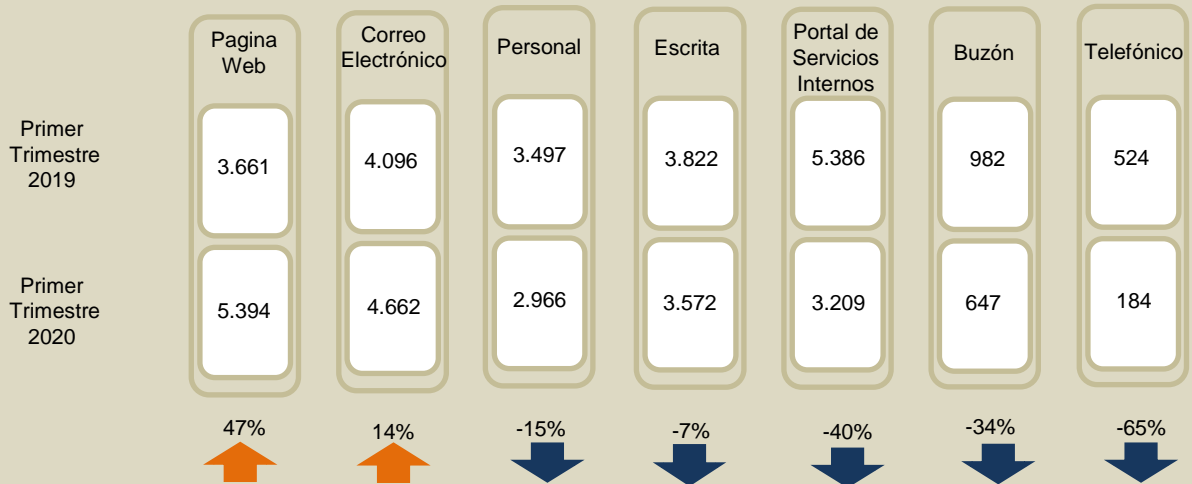 Pagina
Web
Correo
Electrónico
Personal
Escrita
Portal de
Servicios
Internos
Buzón
Telefónico
Primer
Trimestre
2019
3.661
4.096
3.497
3.822
5.386
982
524
Primer
Trimestre
2020
5.394
4.662
2.966
3.572
3.209
647
184
47%
14%
-15%
-7%
-40%
-34%
-65%